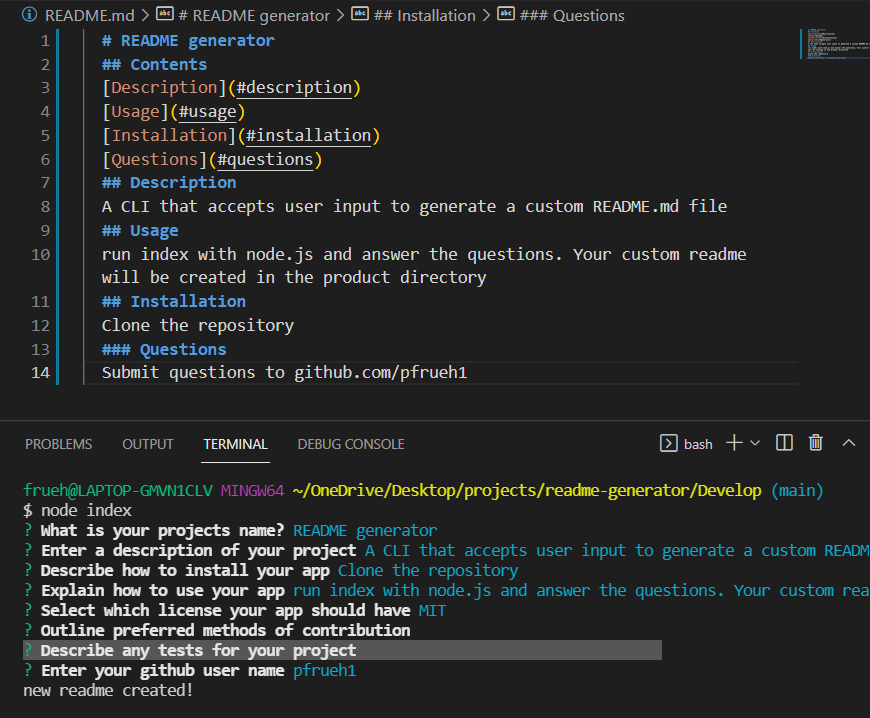 README.md > # README generator > ## Installation > ### Questions
1 # README generator
2 ## Contents
3 [Description](#description)
4 [Usage](#usage)
5 [Installation](#installation)
6 [Questions](#questions)
7 ## Description
8 A CLI that accepts user input to generate a custom README.md file
9 ## Usage
10 run index with node.js and answer the questions. Your custom readme
will be created in the product directory
11 ## Installation
12 Clone the repository
13 ### Questions
14 Submit questions to github.com/pfrueh1
PROBLEMS OUTPUT TERMINAL DEBUG CONSOLE bash
frueh@LAPTOP-GMVN1CLV MINGW64 ~/OneDrive/Desktop/projects/readme-generator/Develop (main)
$ node index
? What is your projects name? README generator
? Enter a description of your project A CLI that accepts user input to generate a custom READM
? Describe how to install your app Clone the repository
? Explain how to use your app run index with node.js and answer the questions. Your custom rea
? Select which license your app should have MIT
? Outline preferred methods of contribution
? Describe any tests for your project
? Enter your github user name pfrueh1
new readme created!